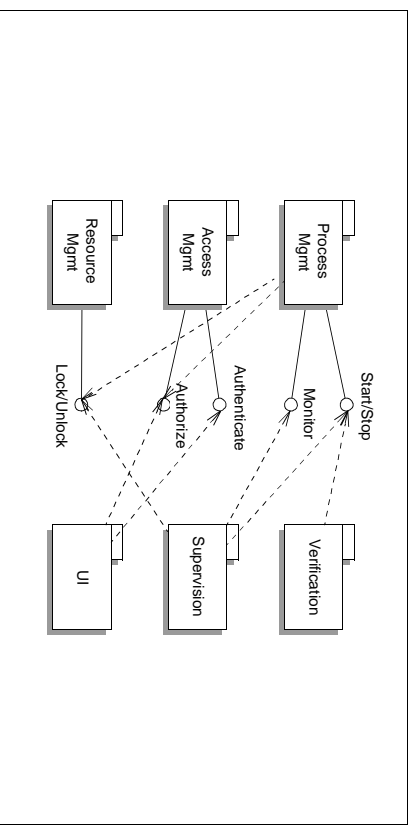 Process
Mgmt
Access
Mgmt
Resource
Mgmt
Start/Stop
Monitor
Authenticate
Authorize
Lock/Unlock
Verification
Supervision
UI